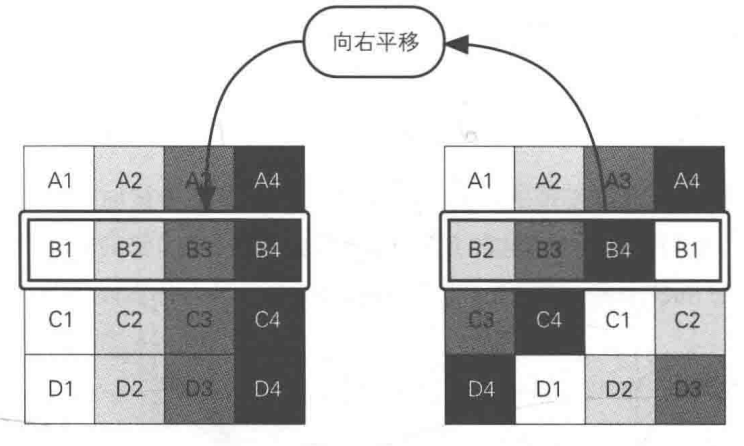 向右平移
A1 A2 A3 A4 A1 A2 A3 A4
B1 B2 B3 B4 B2 B3 B4 B1
C1 C2 C3 C4 C3 C4 C1 C2
D1 D2 D3 D4 D4 D1 D2 D3